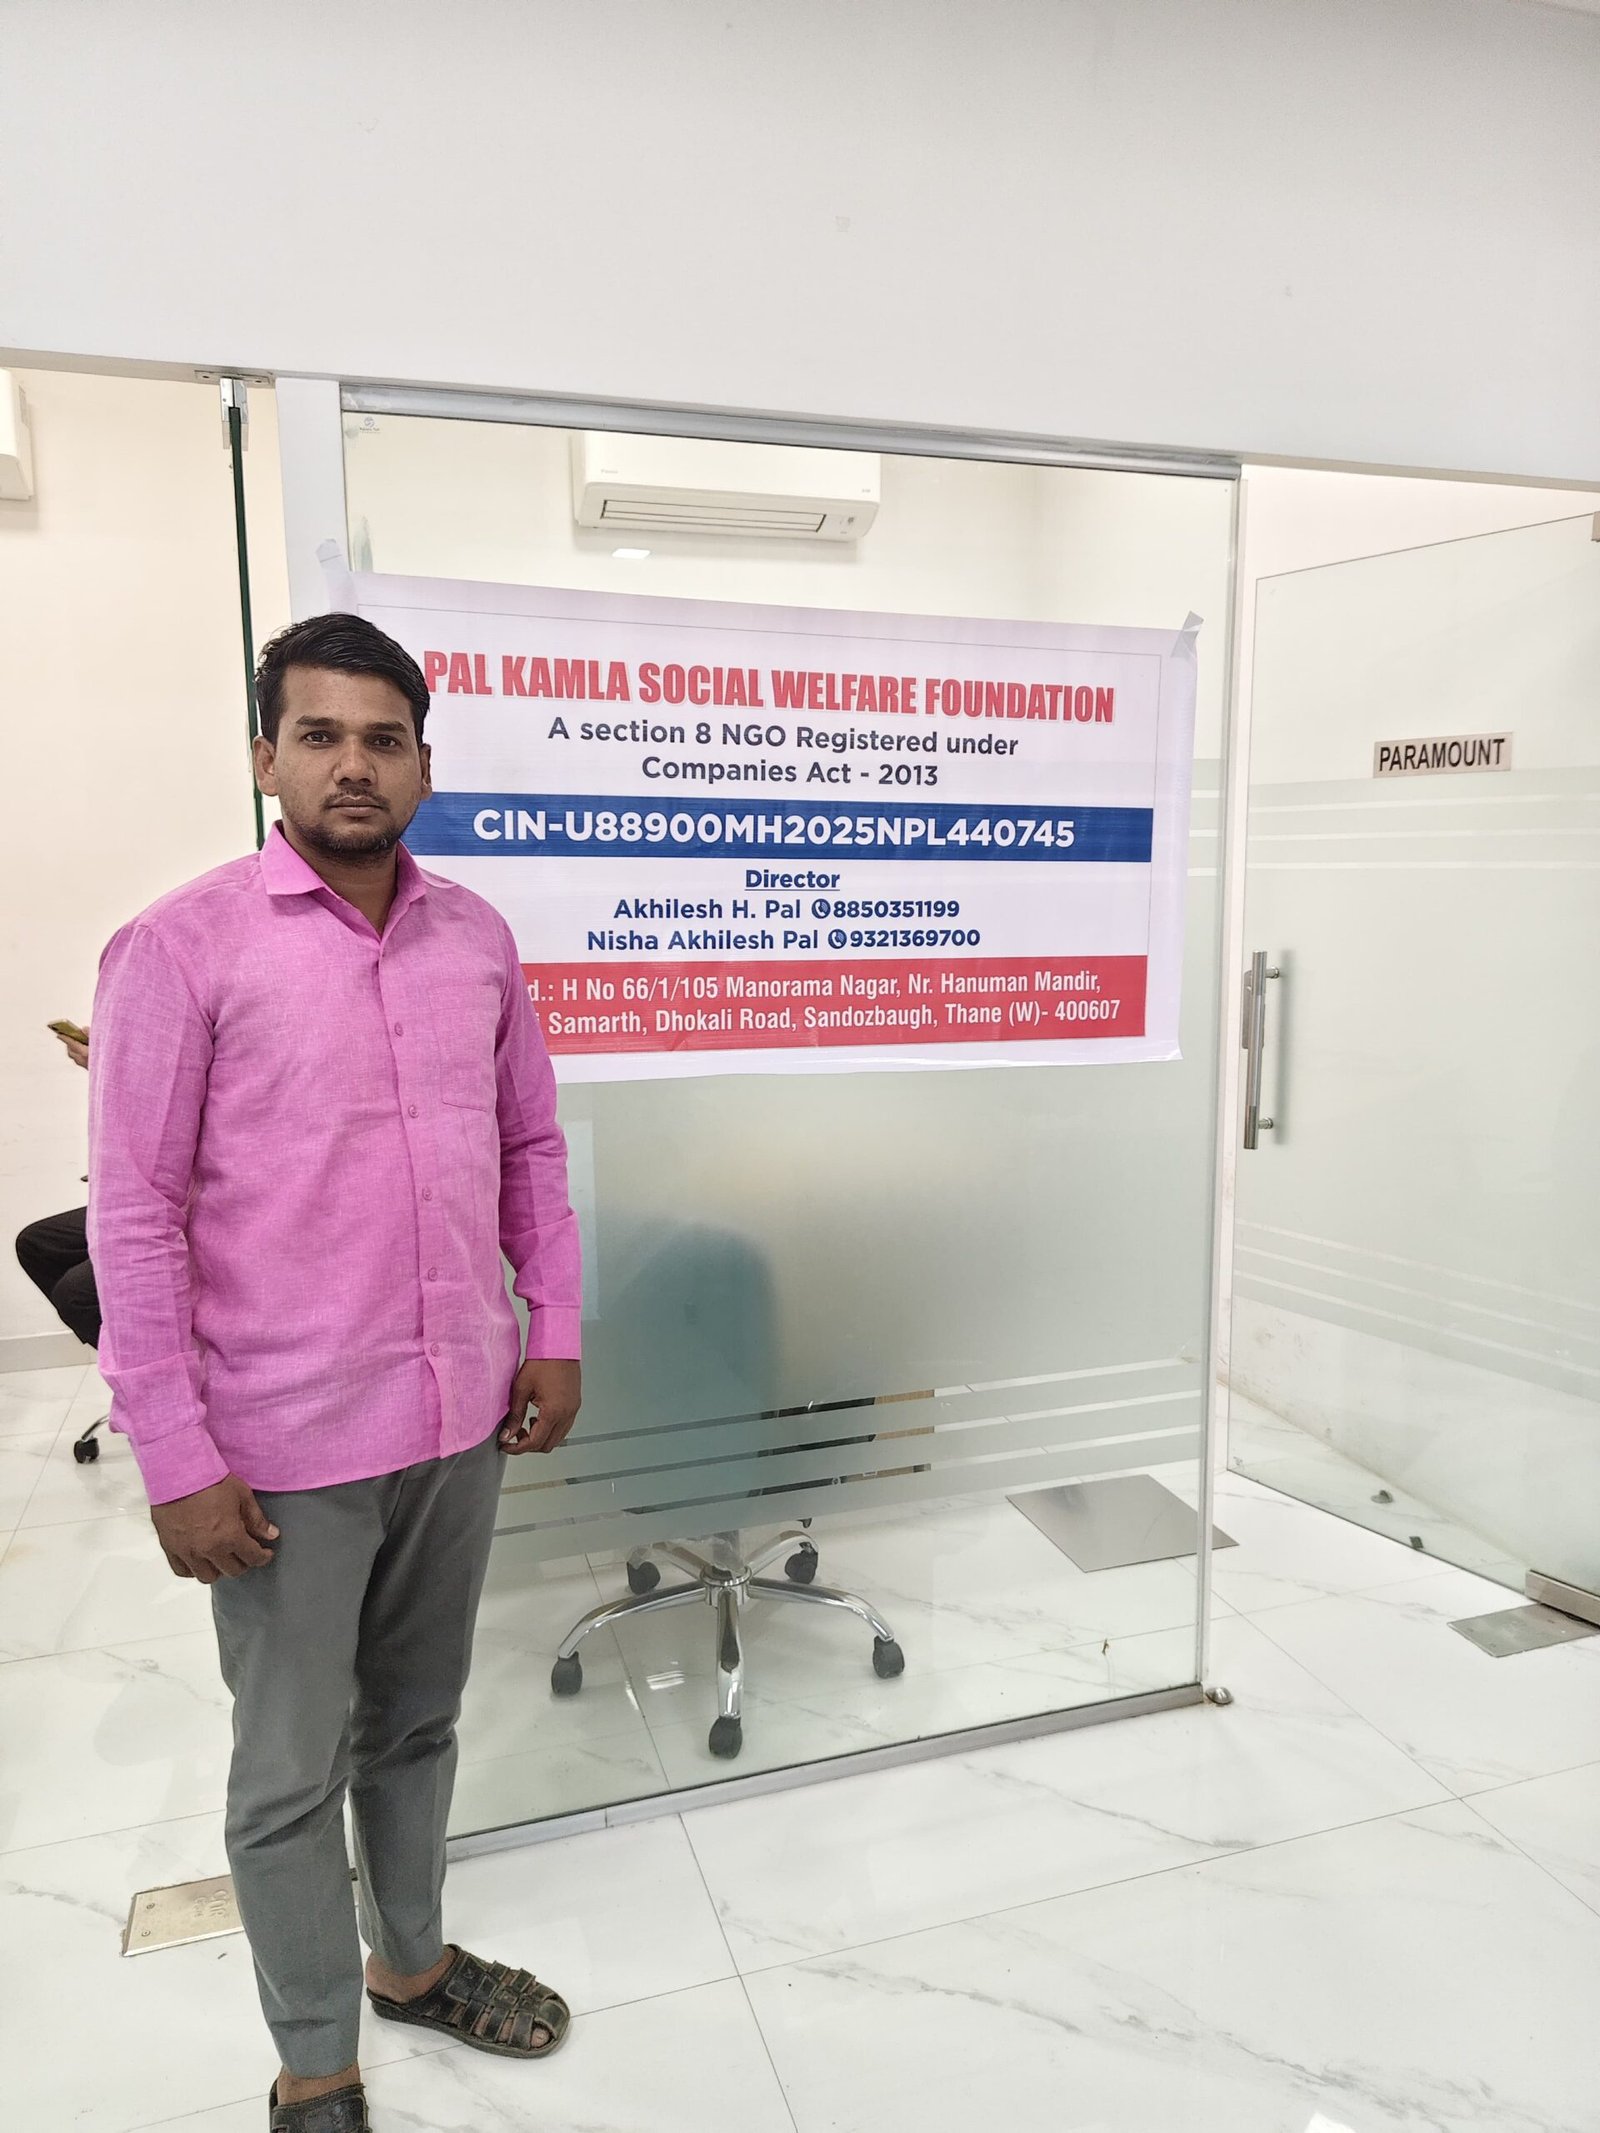 PAL KAMLA SOCIAL WELFARE FOUNDATION
A section 8 NGO Registered under
Companies Act - 2013
CIN-U88900MH2025NPL440745
Director
Akhilesh H. Pal 8850351199
Nisha Akhilesh Pal 9321369700
d.: H No 66/1/105 Manorama Nagar, Nr. Hanuman Mandir,
Samarth, Dhokali Road, Sandozbaugh, Thane (W)- 400607
PARAMOUNT